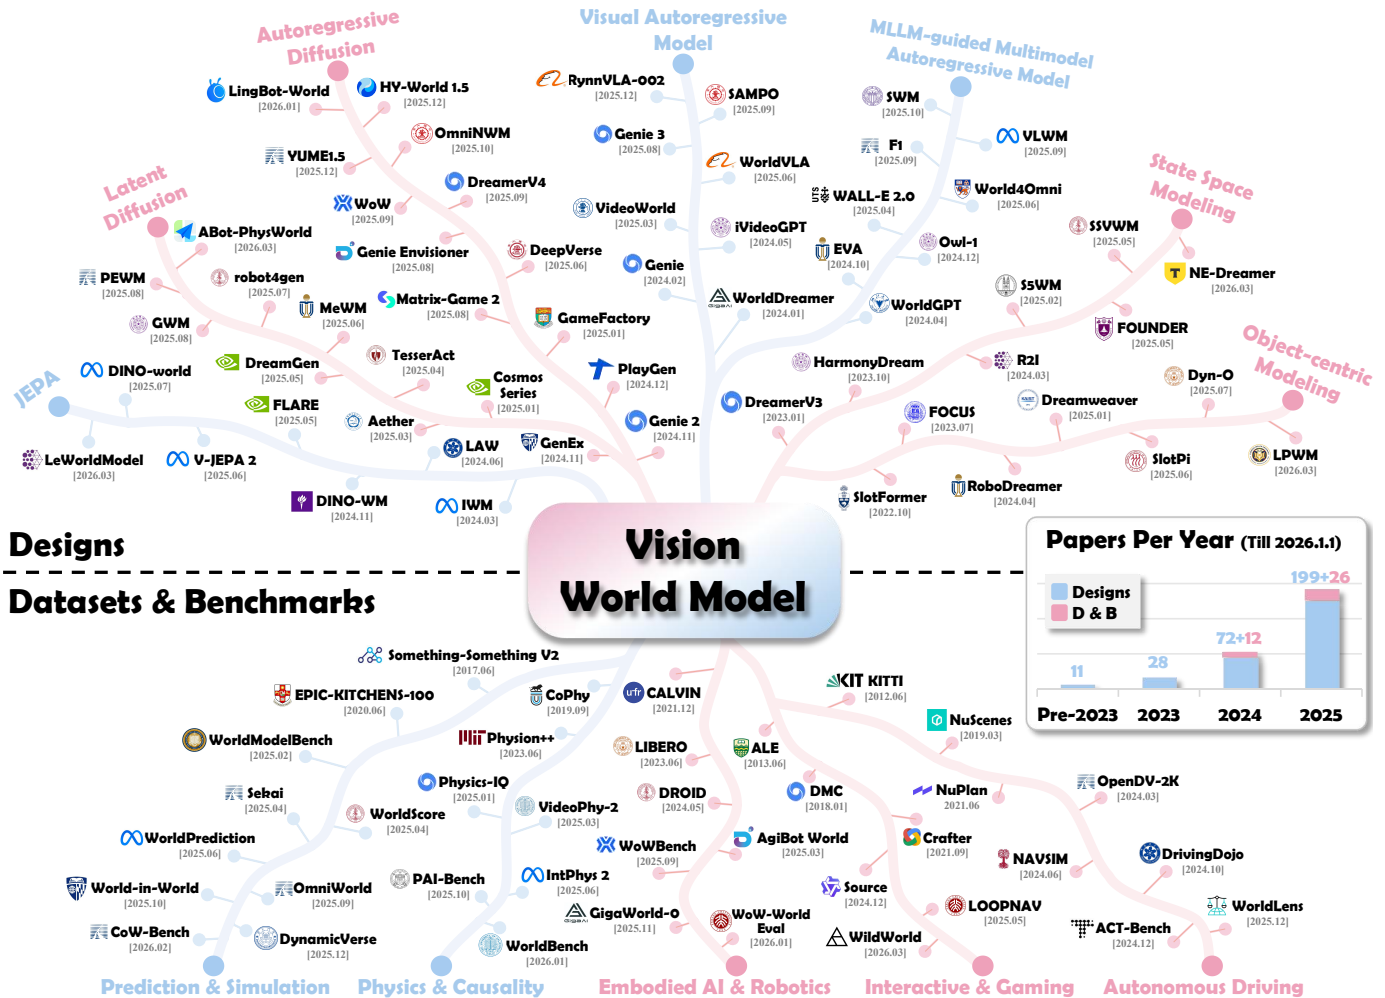 Autoregressive
Diffusion
LingBot-World
[2026.01]
HY-World 1.5
[2025.12]
OmniNWM
[2025.10]
YUME1.5
[2025.12]
DreamerV4
[2025.09]
WoW
[2025.09]
Genie Envisioner
[2025.08]
DeepVerse
[2025.06]
Matrix-Game 2
[2025.08]
GameFactory
[2025.01]
PlayGen
[2024.12]
Genie 2
[2024.11]
GenEx
[2024.11]
Visual Autoregressive
Model
RynnVLA-002
[2025.12]
SAMPO
[2025.09]
Genie 3
[2025.08]
WorldVLA
[2025.06]
VideoWorld
[2025.03]
iVideoGPT
[2024.05]
Genie
[2024.02]
GigaAI
WorldDreamer
[2024.01]
MLLM-guided Multimodel
Autoregressive Model
SWM
[2025.10]
VLWM
[2025.09]
F1
[2025.09]
World4Omni
[2025.06]
UTS
WALL-E 2.0
[2025.04]
Owl-1
[2024.12]
EVA
[2024.10]
WorldGPT
[2024.04]
State Space
Modeling
SSVWM
[2025.05]
NE-Dreamer
[2026.03]
S5WM
[2025.02]
FOUNDER
[2025.05]
R2I
[2024.03]
HarmonyDream
[2023.10]
DreamerV3
[2023.01]
Object-centric
Modeling
Dyn-O
[2025.07]
Dreamweaver
[2025.01]
FOCUS
[2023.07]
LPWM
[2026.03]
SlotPi
[2025.06]
RoboDreamer
[2024.04]
SlotFormer
[2022.10]
Latent
Diffusion
ABot-PhysWorld
[2026.03]
PEWM
[2025.08]
robot4gen
[2025.07]
GWM
[2025.08]
MeWM
[2025.06]
DreamGen
[2025.05]
TesserAct
[2025.04]
Cosmos
Series
[2025.01]
Aether
[2025.03]
JEPA
DINO-world
[2025.07]
FLARE
[2025.05]
LAW
[2024.06]
LeWorldModel
[2026.03]
V-JEPA 2
[2025.06]
DINO-WM
[2024.11]
IWM
[2024.03]
Designs
Vision
World Model
Datasets & Benchmarks
Papers Per Year (Till 2026.1.1)
Designs
D & B
11
28
72+12
199+26
Pre-2023
2023
2024
2025
Something-Something V2
[2017.06]
EPIC-KITCHENS-100
[2020.06]
WorldModelBench
[2025.02]
Sekai
[2025.04]
WorldScore
[2025.04]
WorldPrediction
[2025.06]
World-in-World
[2025.10]
OmniWorld
[2025.09]
CoW-Bench
[2026.02]
DynamicVerse
[2025.12]
Prediction & Simulation
CoPhy
[2019.09]
MIT
Physion++
[2023.06]
Physics-IQ
[2025.01]
VideoPhy-2
[2025.03]
PAI-Bench
[2025.10]
IntPhys 2
[2025.06]
WorldBench
[2026.01]
Physics & Causality
ufr
CALVIN
[2021.12]
LIBERO
[2023.06]
DROID
[2024.05]
AgiBot World
[2025.03]
WoWBench
[2025.09]
GigaAI
GigaWorld-0
[2025.11]
WoW-World
Eval
[2026.01]
Embodied AI & Robotics
ALE
[2013.06]
DMC
[2018.01]
Crafter
[2021.09]
Source
[2024.12]
LOOPNAV
[2025.05]
WildWorld
[2026.03]
Interactive & Gaming
KIT
KITTI
[2012.06]
NuScenes
[2019.03]
NuPlan
2021.06
OpenDV-2K
[2024.03]
NAVSIM
[2024.06]
DrivingDojo
[2024.10]
ACT-Bench
[2024.12]
WorldLens
[2025.12]
Autonomous Driving